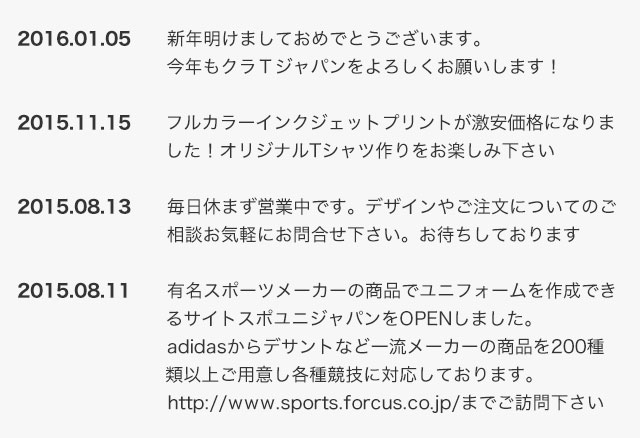 2016.01.05 新年明けましておめでとうございます。
今年もクラTジャパンをよろしくお願いします！
2015.11.15 フルカラーインクジェットプリントが激安価格になりま
した！オリジナルTシャツ作りをお楽しみ下さい
2015.08.13 毎日休まず営業中です。デザインやご注文についてのご
相談お気軽にお問合せ下さい。お待ちしております
2015.08.11 有名スポーツメーカーの商品でユニフォームを作成でき
るサイトスポユニジャパンをOPENしました。
adidasからデサントなど一流メーカーの商品を200種
類以上ご用意し各種競技に対応しております。
http://www.sports.forcus.co.jp/までご訪問下さい